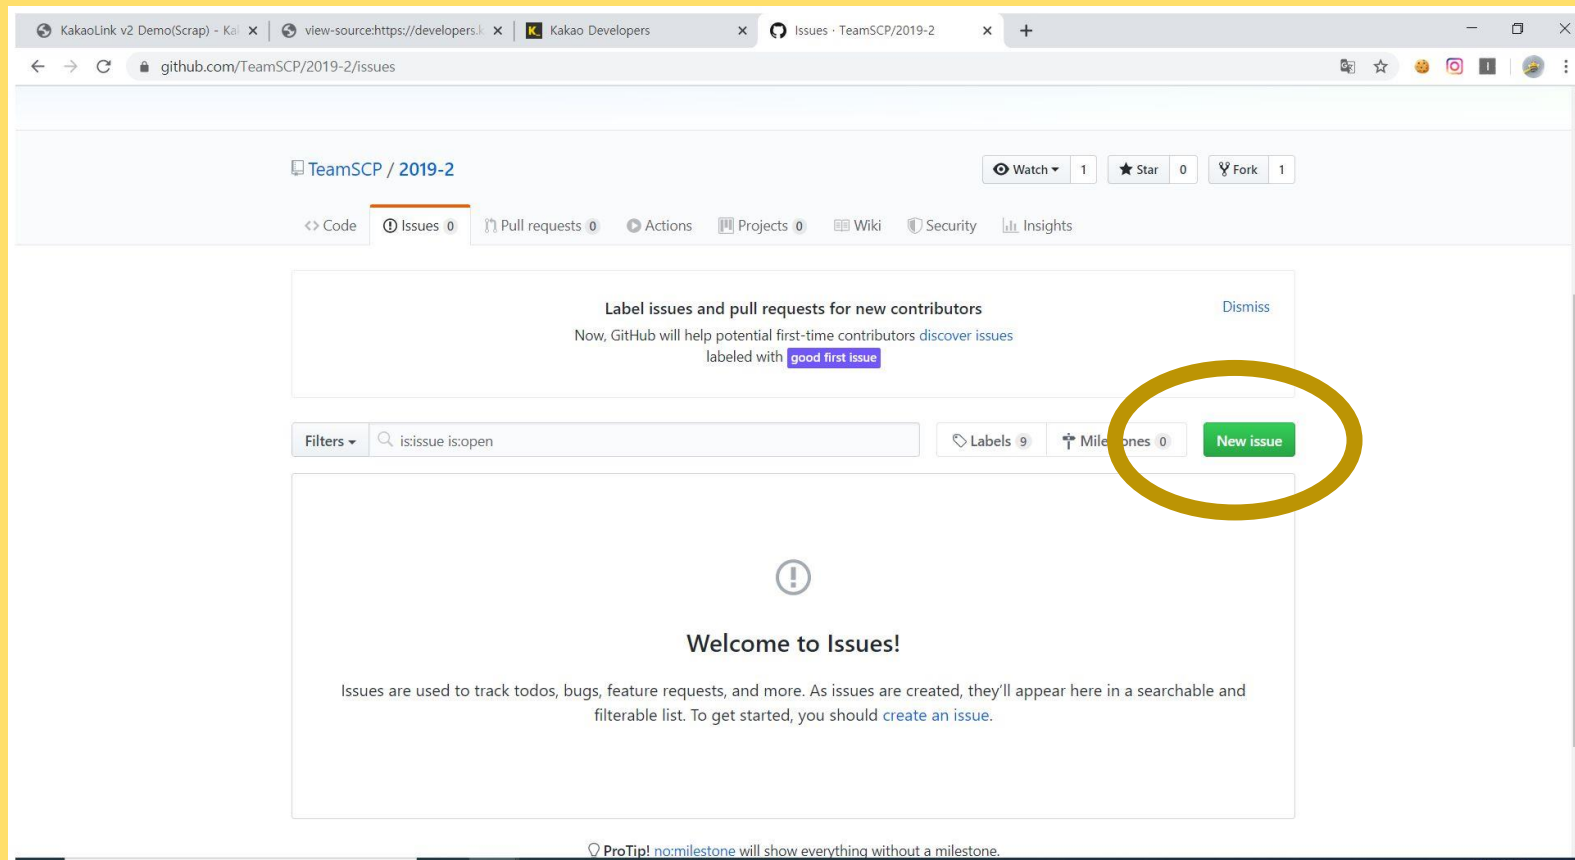 KakaoLink v2 Demo(Scrap) - Ka
view-source:https://developers.k
Kakao Developers
Issues · TeamSCP/2019-2
github.com/TeamSCP/2019-2/issues
TeamSCP / 2019-2
Watch 1
Star 0
Fork 1
Code
Issues 0
Pull requests 0
Actions
Projects 0
Wiki
Security
Insights
Label issues and pull requests for new contributors
Dismiss
Now, GitHub will help potential first-time contributors discover issues
labeled with good first issue
Filters
is:issue is:open
Labels 9
Milestones 0
New issue
Welcome to Issues!
Issues are used to track todos, bugs, feature requests, and more. As issues are created, they'll appear here in a searchable and
filterable list. To get started, you should create an issue.
ProTip! no:milestone will show everything without a milestone.